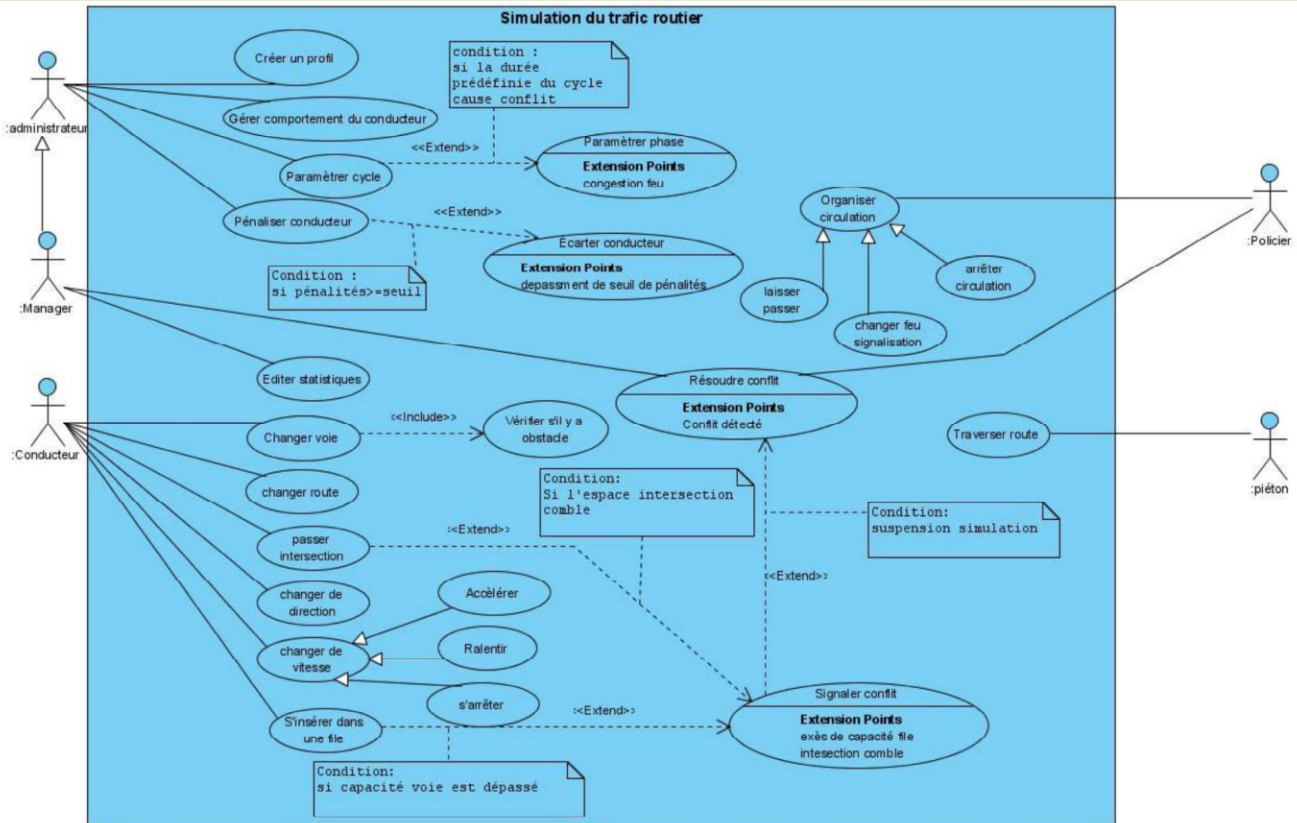 Simulation du trafic routier
:administrateur
:Manager
:Conducteur
:Policier
:piéton
Créer un profil
Gérer comportement du conducteur
Paramètrer cycle
<<Extend>>
condition :
si la durée
prédéfinie du cycle
cause conflit
Paramètrer phase
Extension Points
congestion feu
Pénaliser conducteur
<<Extend>>
Condition :
si pénalités>=seuil
Écarter conducteur
Extension Points
depassment de seuil de pénalités
Organiser
circulation
laisser
passer
changer feu
signalisation
arrêter
circulation
Editer statistiques
Résoudre conflit
Extension Points
Conflit détecté
Changer voie
<<Include>>
Vérifier s'il y a
obstacle
Traverser route
changer route
Condition:
Si l'espace intersection
comble
Condition:
suspension simulation
passer
intersection
<<Extend>>
<<Extend>>
changer de
direction
Accèlérer
changer de
vitesse
Ralentir
s'arrêter
S'insérer dans
une file
<<Extend>>
Signaler conflit
Extension Points
exès de capacité file
intesection comble
Condition:
si capacité voie est dépassé